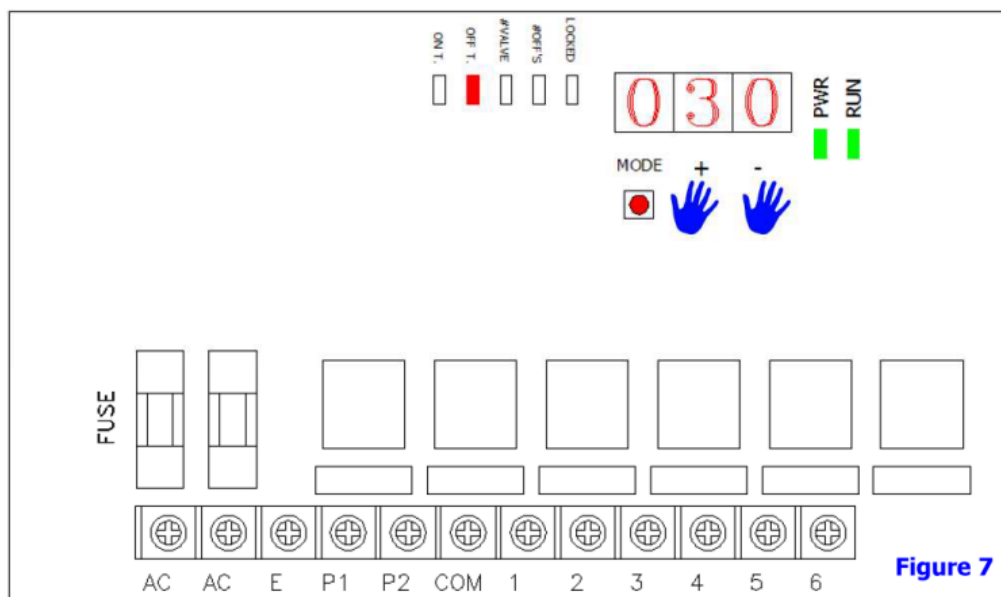 ON T.
OFF T.
#VALVE
#OFF'S
LOCKED
030
PWR
RUN
MODE
+
-
FUSE
AC AC E P1 P2 COM 1 2 3 4 5 6
Figure 7